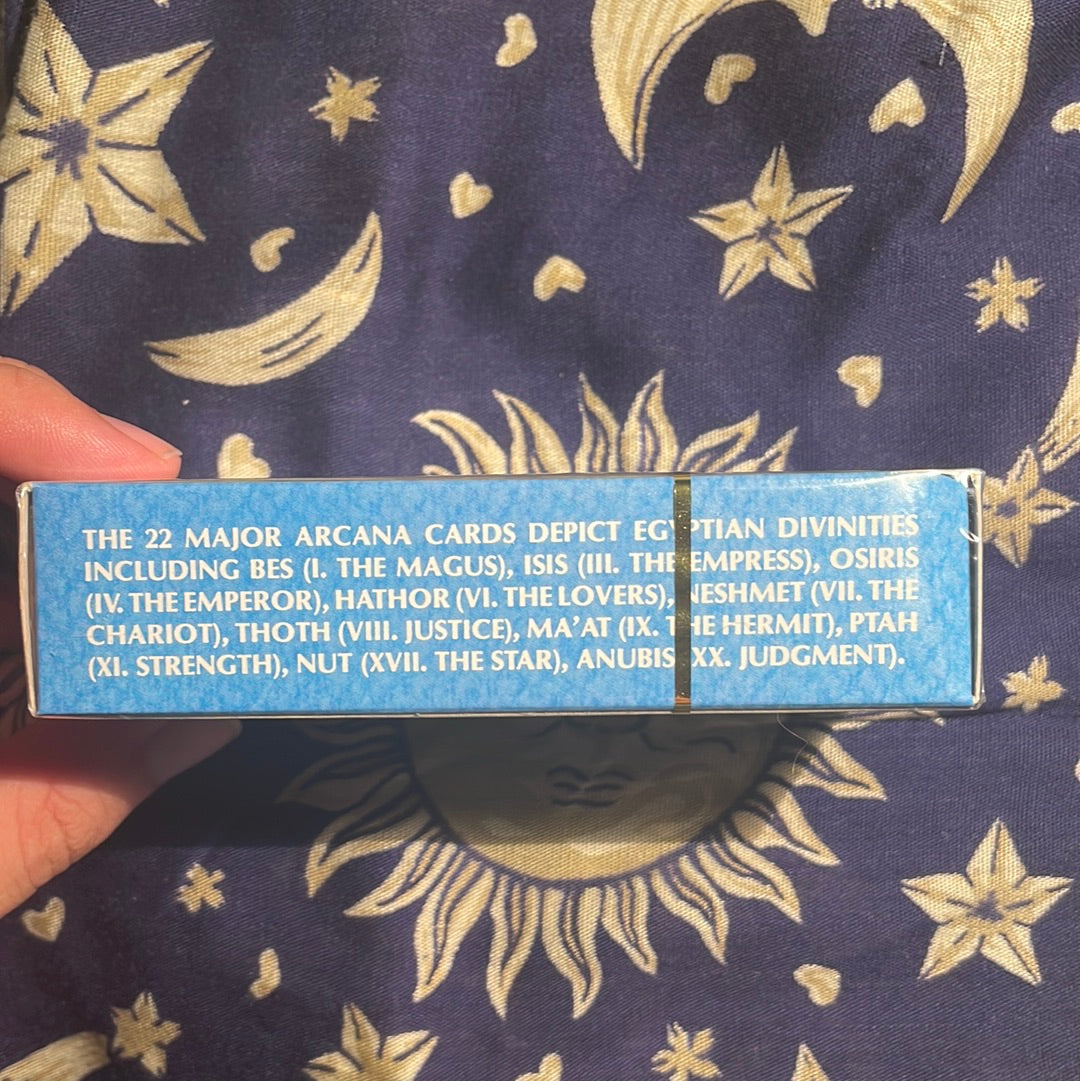 THE 22 MAJOR ARCANA CARDS DEPICT EGYPTIAN DIVINITIES
INCLUDING BES (I. THE MAGUS), ISIS (III. THE EMPRESS), OSIRIS
(IV. THE EMPEROR), HATHOR (VI. THE LOVERS), NESHMET (VII. THE
CHARIOT), THOTH (VIII. JUSTICE), MA'AT (IX. THE HERMIT), PTAH
(XI. STRENGTH), NUT (XVII. THE STAR), ANUBIS (XX. JUDGMENT).